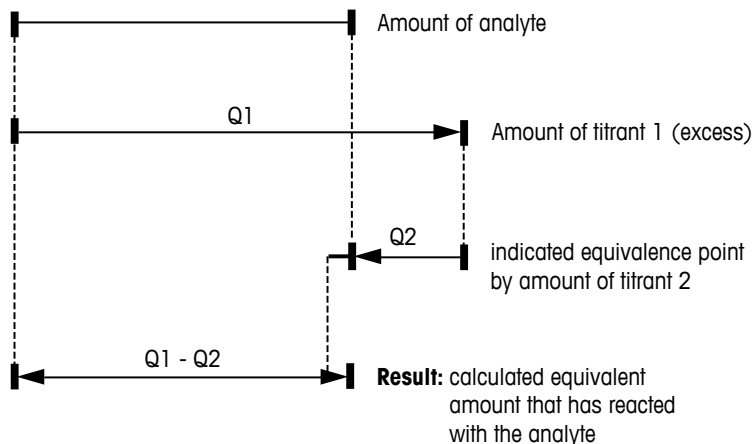 Amount of analyte
Q1
Amount of titrant 1 (excess)
Q2
indicated equivalence point
by amount of titrant 2
Q1 - Q2
Result: calculated equivalent
amount that has reacted
with the analyte